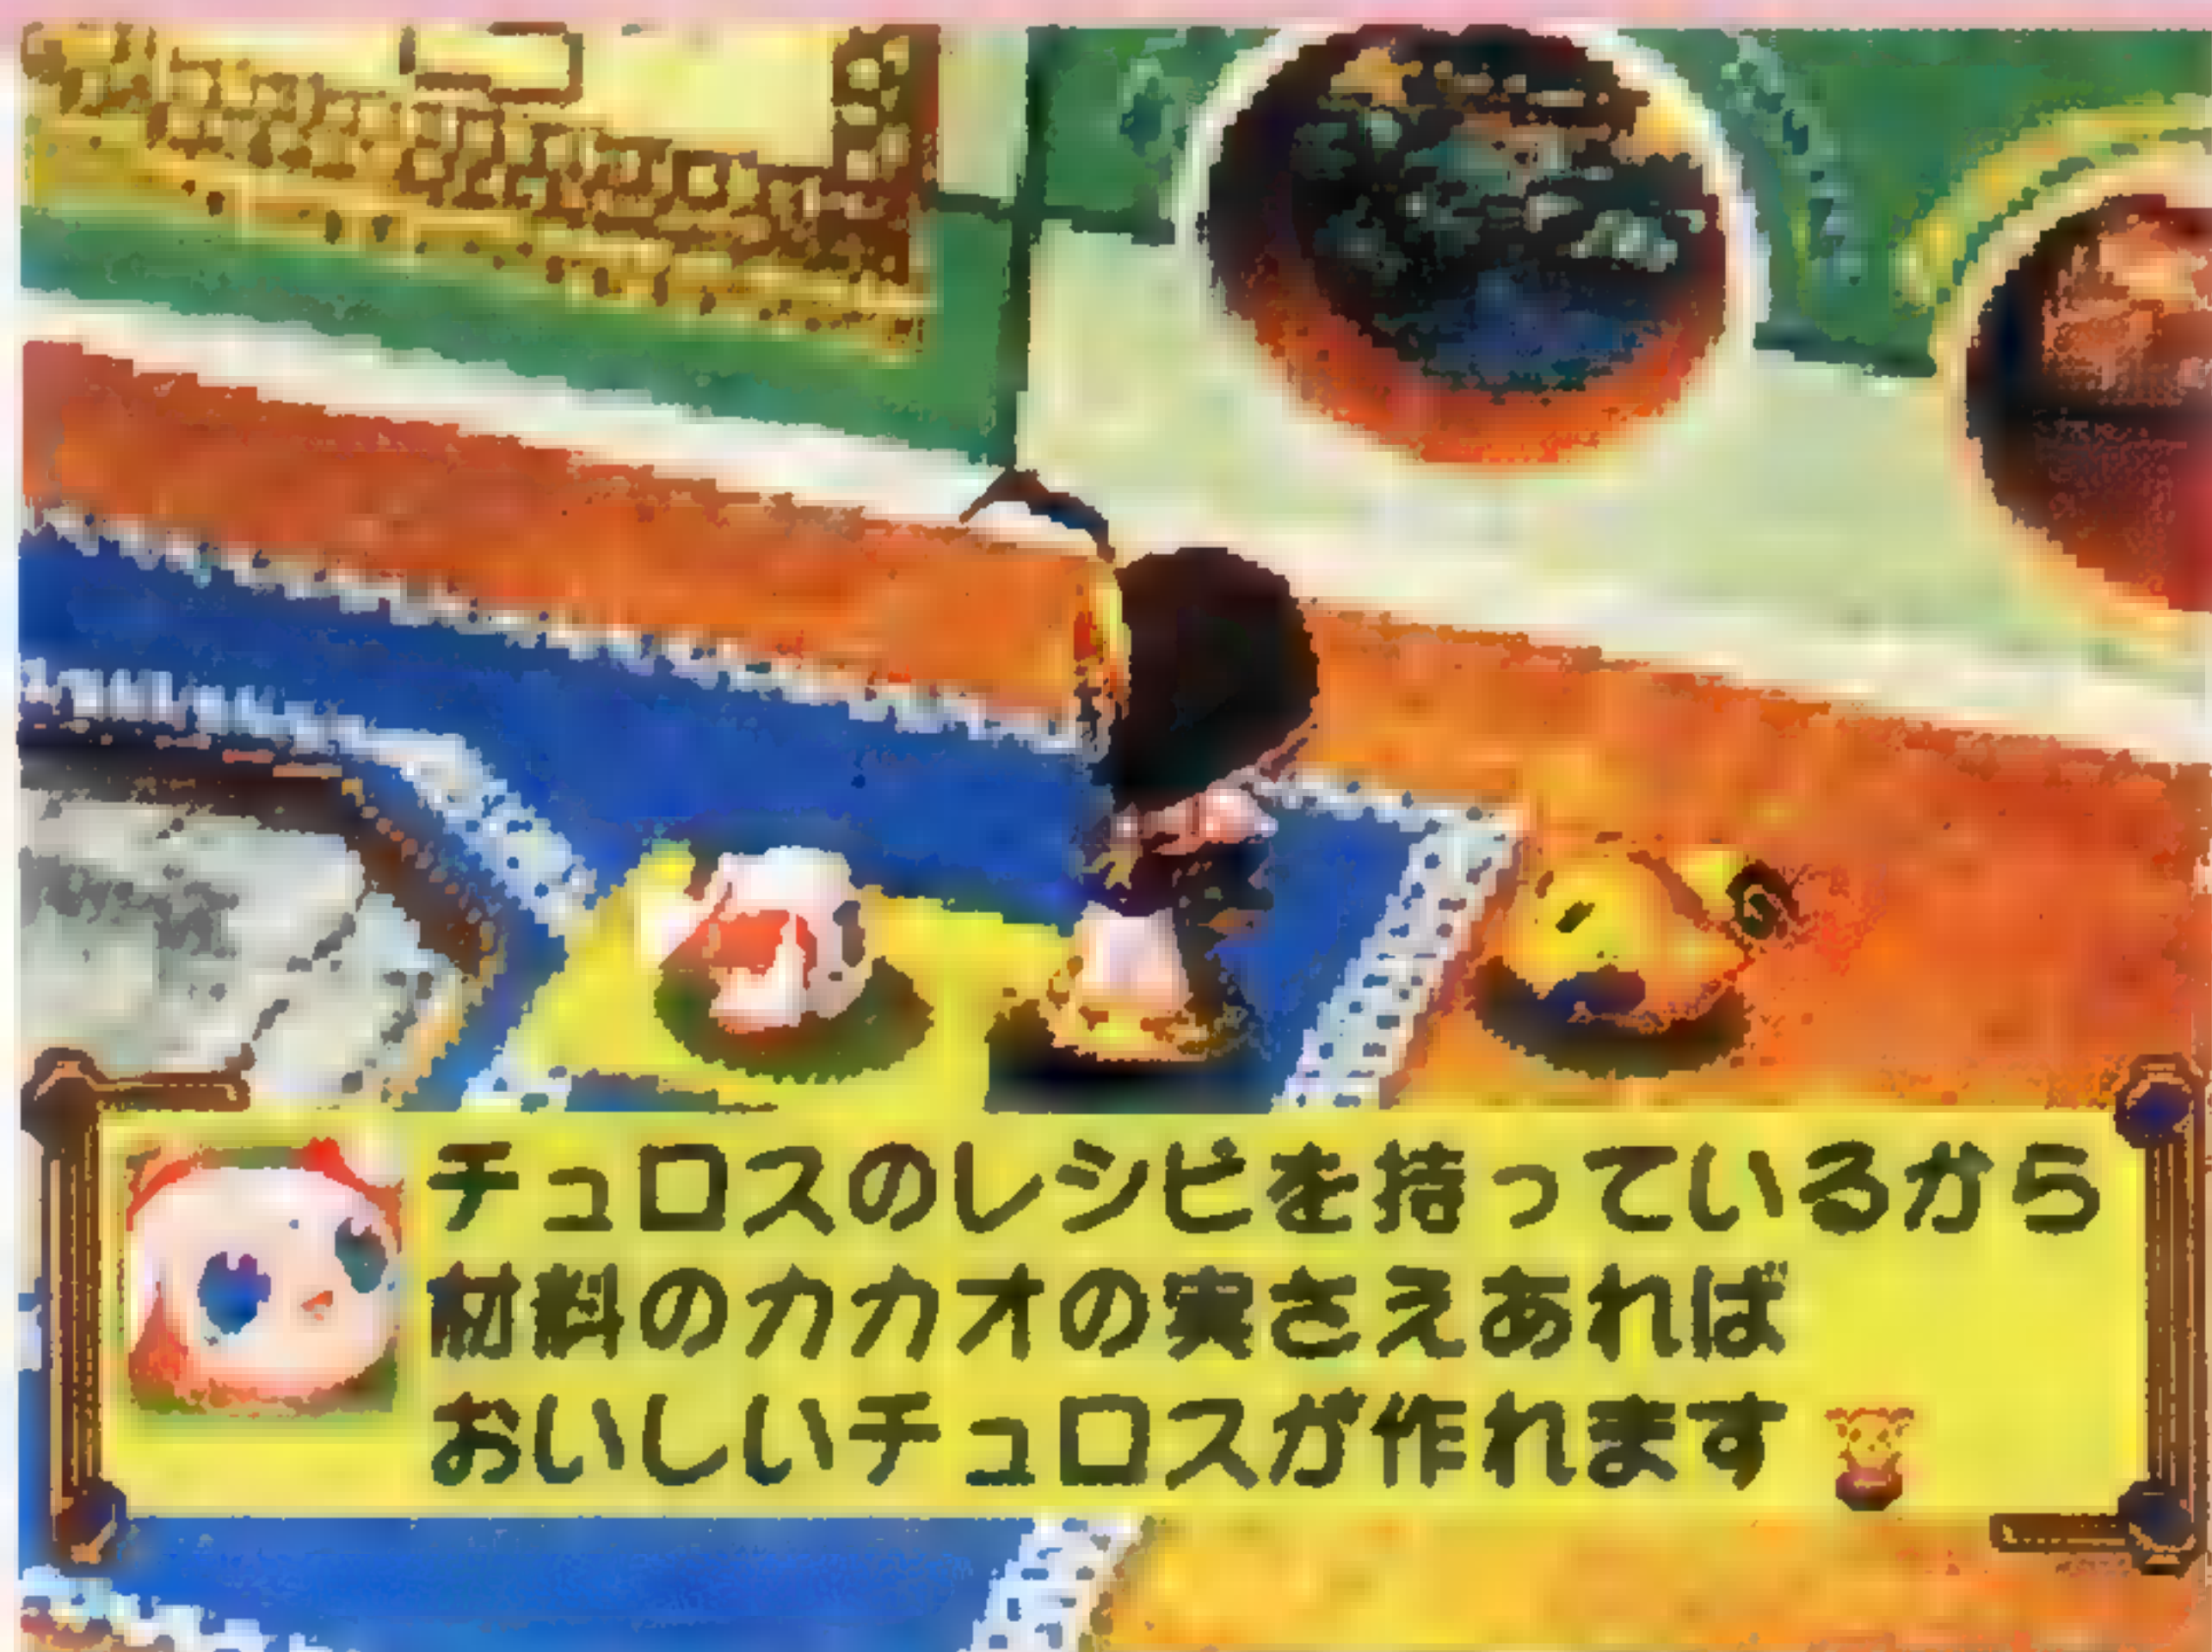 チュロスのレシピを持っているから
材料のカカオの実さえあれば
おいしいチュロスが作れます